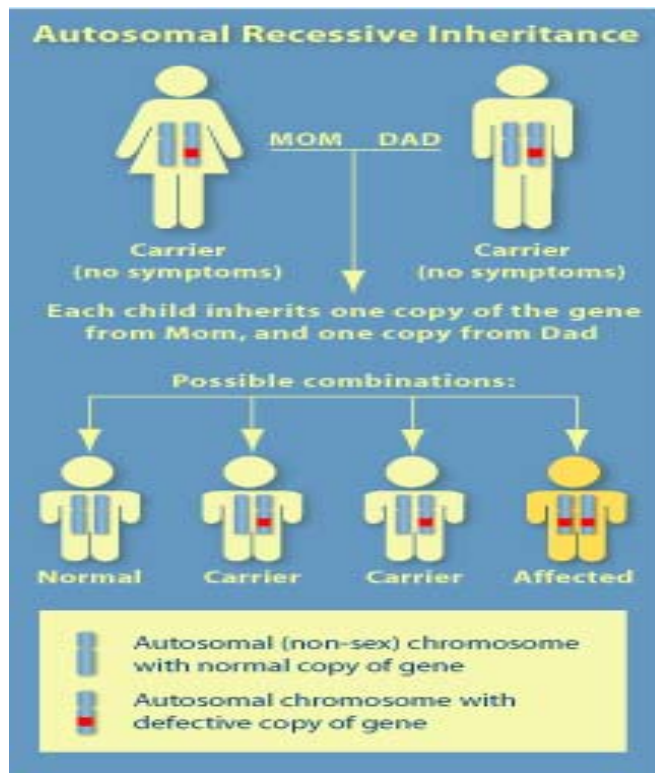 Autosomal Recessive Inheritance
MOM DAD
Carrier
(no symptoms)
Carrier
(no symptoms)
Each child inherits one copy of the gene
from Mom, and one copy from Dad
Possible combinations:
Normal Carrier Carrier Affected
Autosomal (non-sex) chromosome
with normal copy of gene
Autosomal chromosome with
defective copy of gene